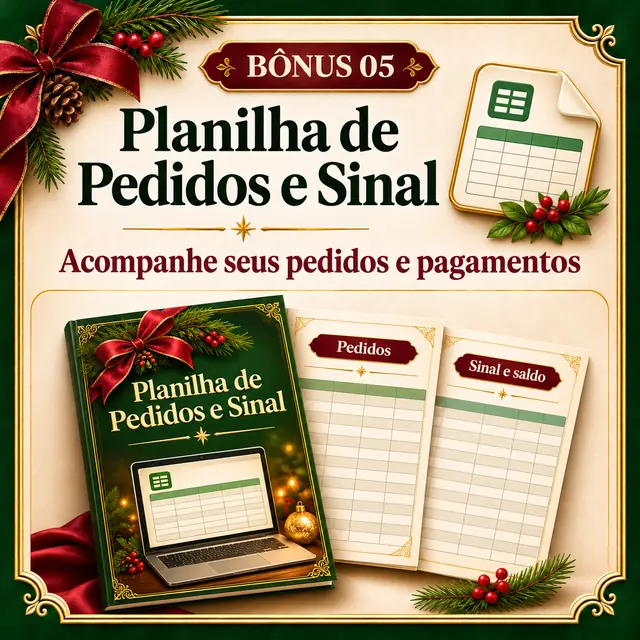 BÔNUS 05
Planilha de
Pedidos e Sinal
Acompanhe seus pedidos e pagamentos
Planilha de
Pedidos e Sinal
Pedidos
Sinal e saldo